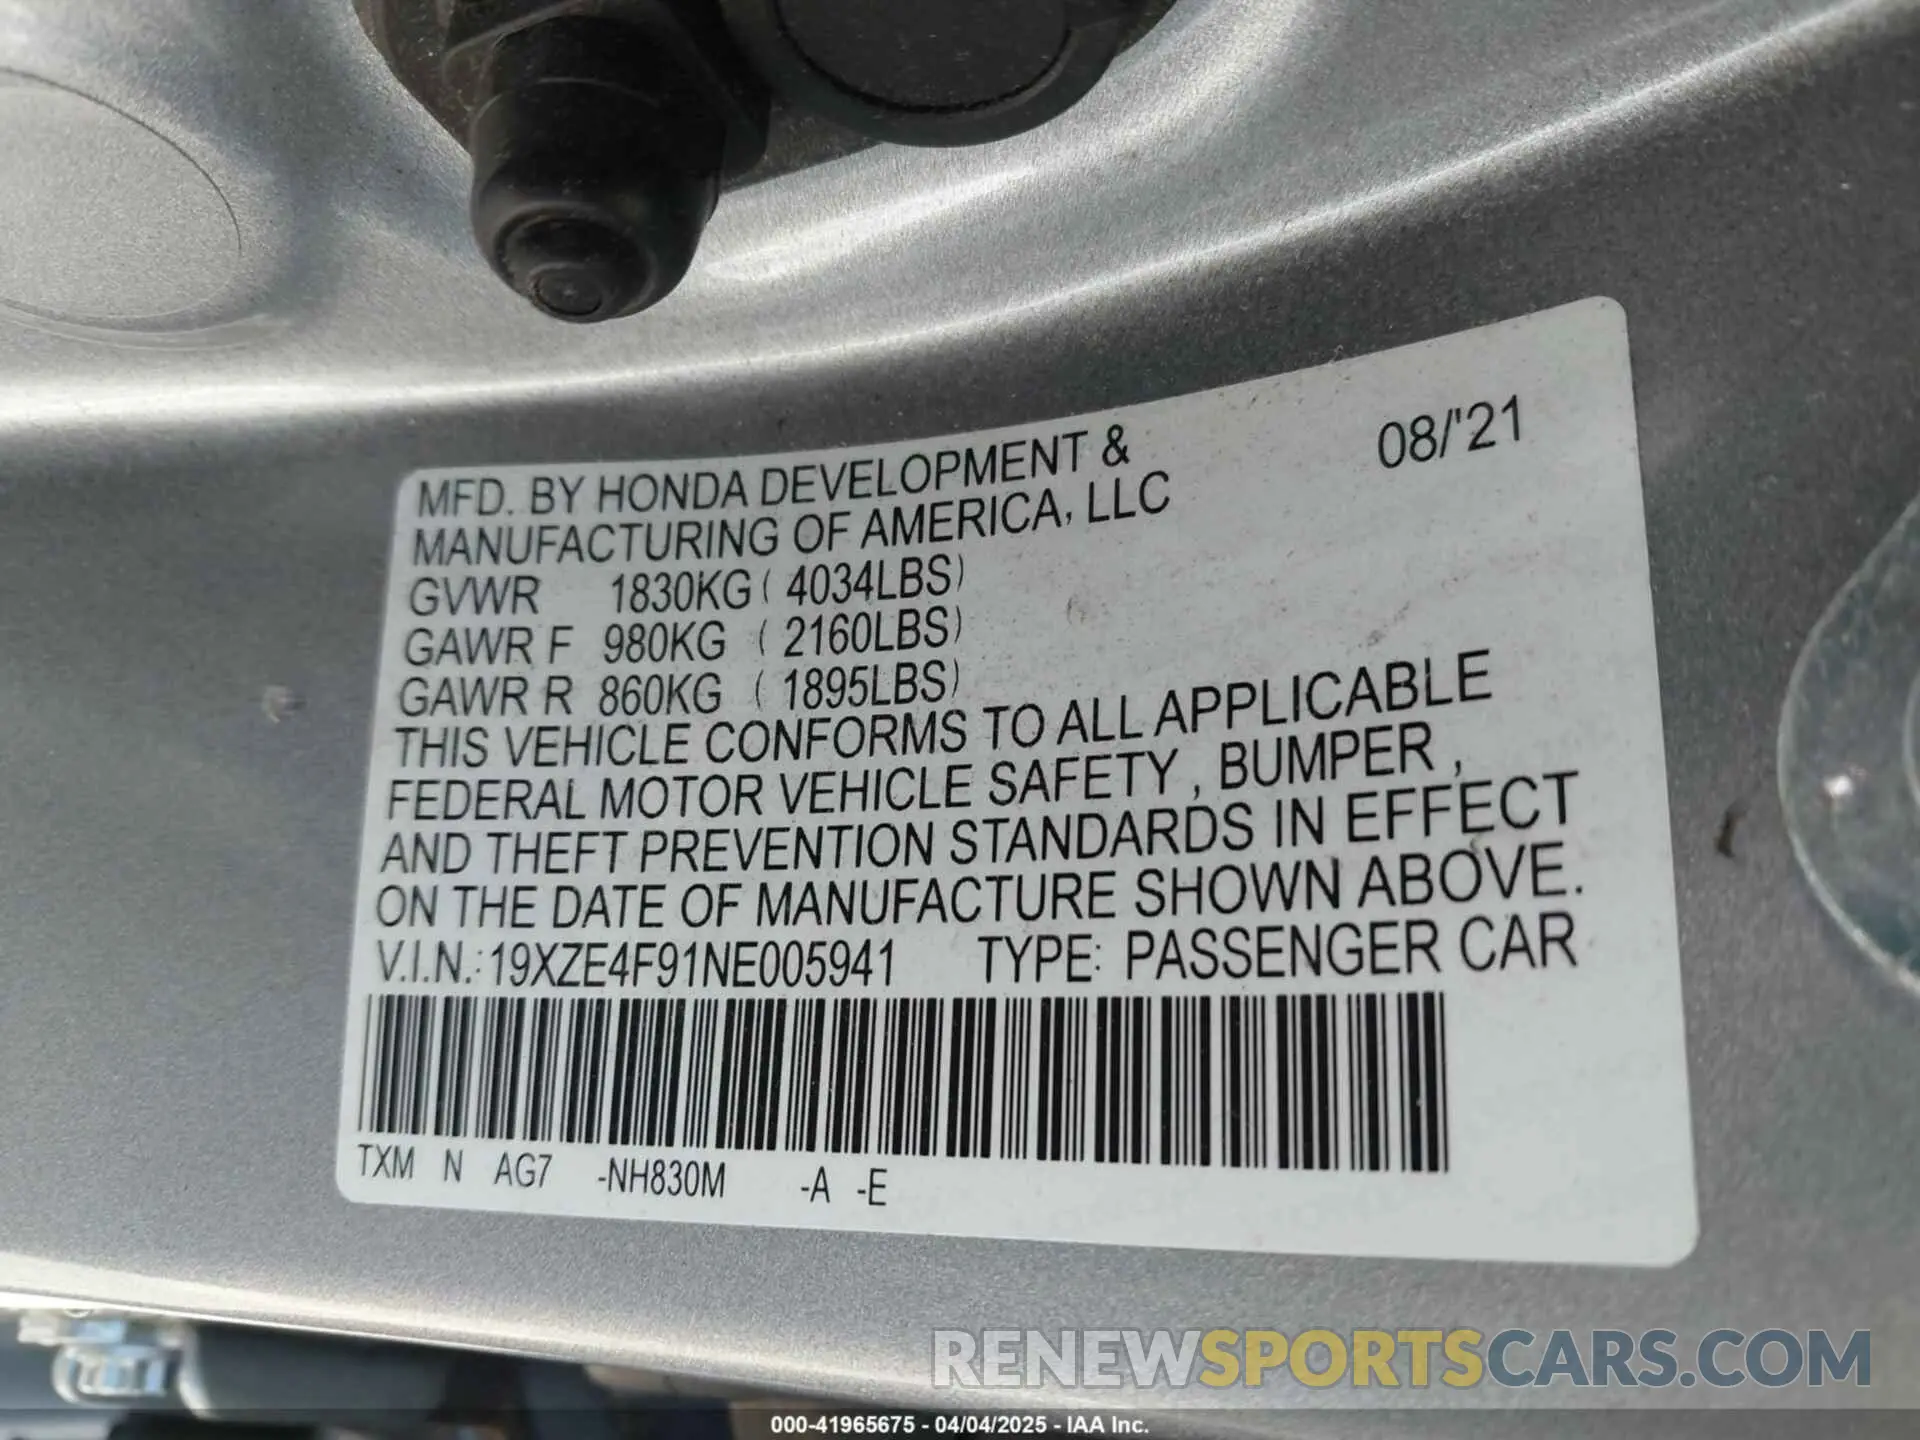 08/'21
MFD. BY HONDA DEVELOPMENT &
MANUFACTURING OF AMERICA, LLC
GVWR 1830KG ( 4034LBS)
GAWR F 980KG ( 2160LBS)
GAWR R 860KG ( 1895LBS)
THIS VEHICLE CONFORMS TO ALL APPLICABLE
FEDERAL MOTOR VEHICLE SAFETY , BUMPER ,
AND THEFT PREVENTION STANDARDS IN EFFECT
ON THE DATE OF MANUFACTURE SHOWN ABOVE.
V.I.N.: 19XZE4F91NE005941 TYPE: PASSENGER CAR
TXM N AG7 -NH830M -A -E
RENEWSPORTSCARS.COM
000-41965675 - 04/04/2025 - IAA Inc.